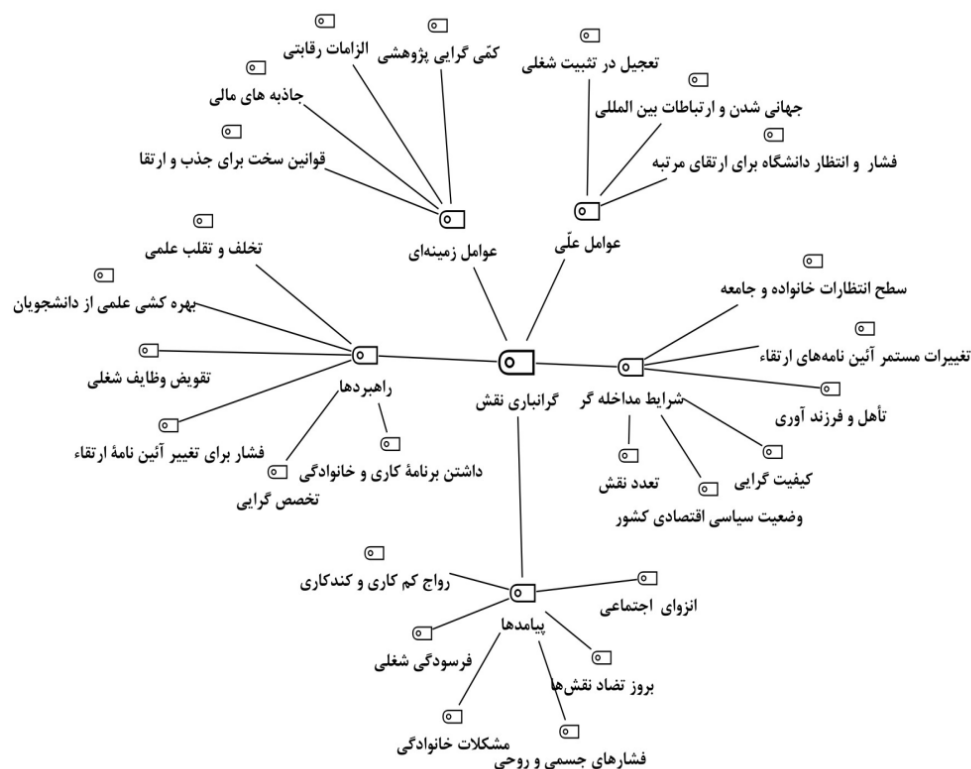 کمّی گرایی پژوهشی
الزامات رقابتی
جاذبه های مالی
قوانین سخت برای جذب و ارتقا
عوامل زمینه‌ای
تعجیل در تثبیت شغلی
جهانی شدن و ارتباطات بین المللی
فشار و انتظار دانشگاه برای ارتقای مرتبه
عوامل علّی
تخلف و تقلب علمی
بهره کشی علمی از دانشجویان
تقویض وظایف شغلی
فشار برای تغییر آئین نامۀ ارتقاء
تخصص گرایی
داشتن برنامۀ کاری و خانوادگی
راهبردها
گرانباری نقش
سطح انتظارات خانواده و جامعه
تغییرات مستمر آئین نامه‌های ارتقاء
تأهل و فرزند آوری
کیفیت گرایی
وضعیت سیاسی اقتصادی کشور
تعدد نقش
شرایط مداخله گر
رواج کم کاری و کندکاری
فرسودگی شغلی
مشکلات خانوادگی
فشارهای جسمی و روحی
بروز تضاد نقش‌ها
انزوای اجتماعی
پیامدها